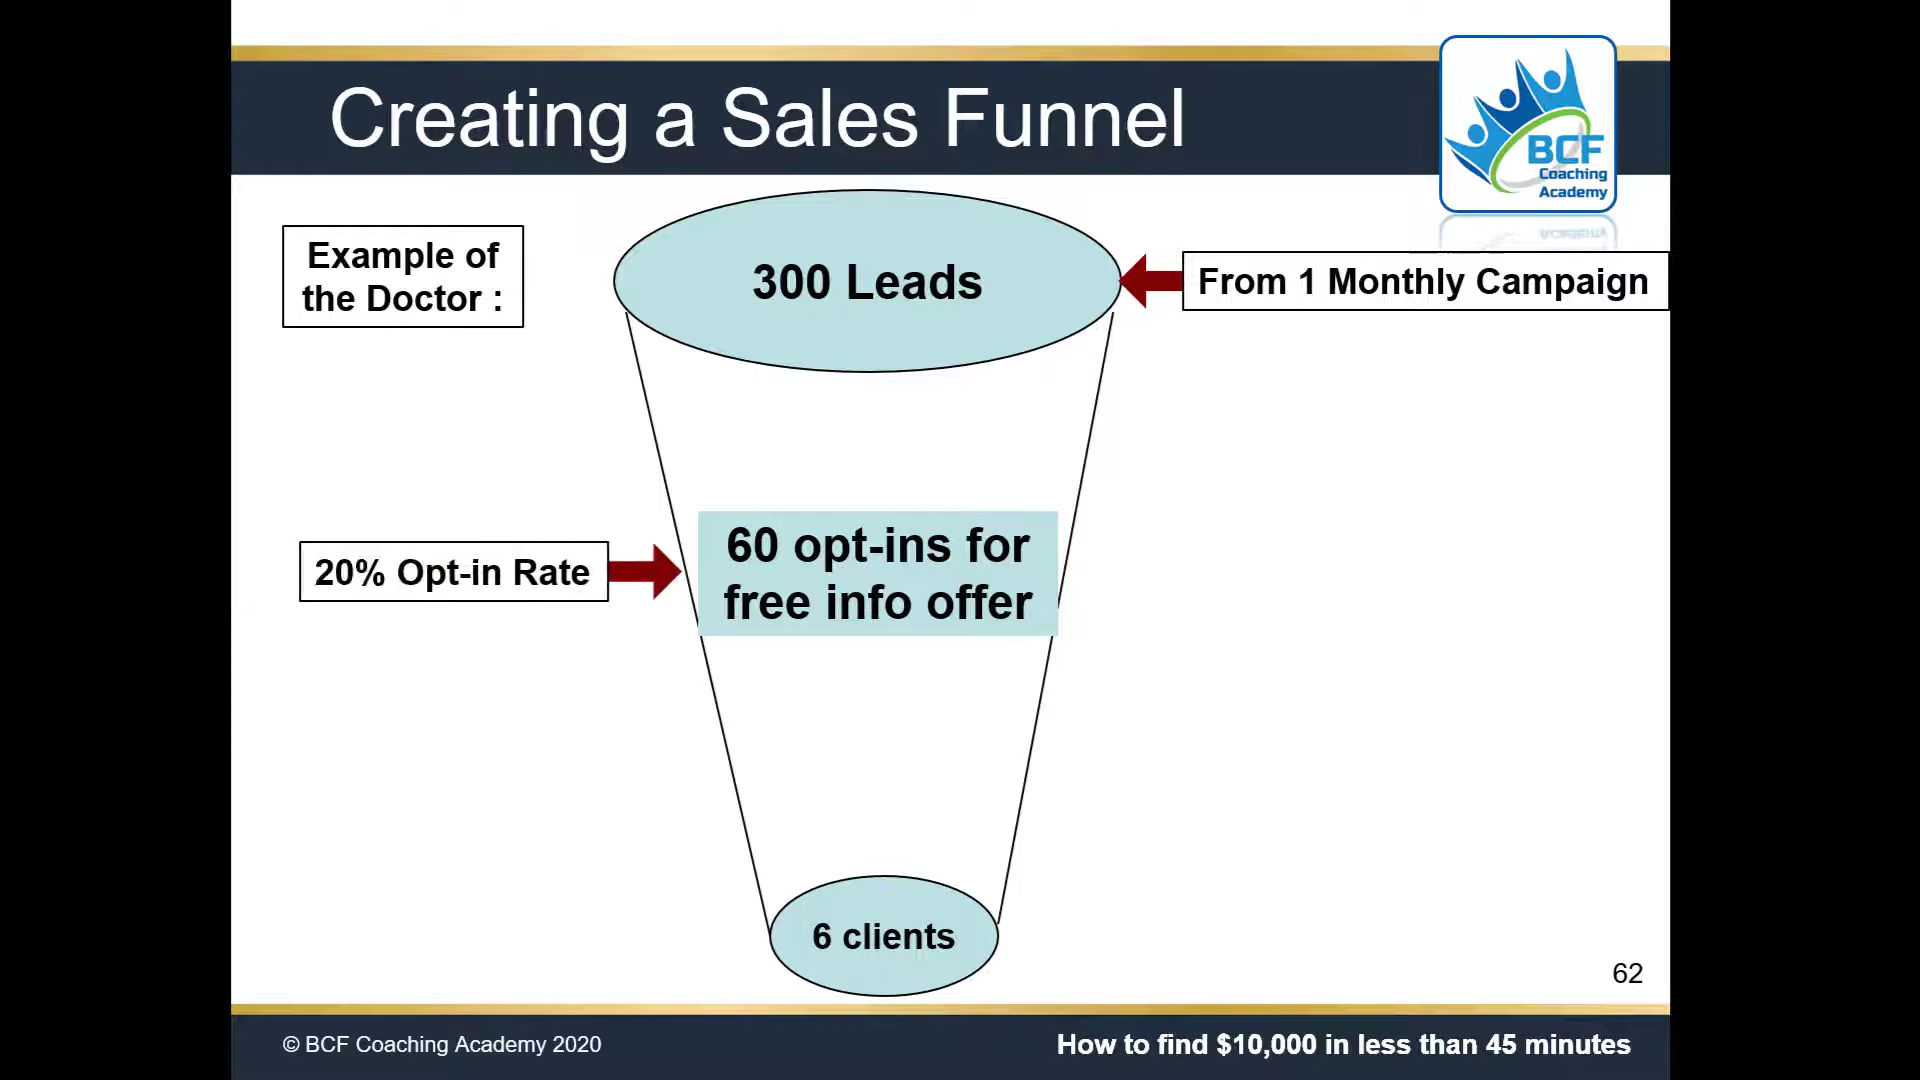 Creating a Sales Funnel
BCF
Coaching
Academy
Example of
the Doctor :
300 Leads
From 1 Monthly Campaign
20% Opt-in Rate
60 opt-ins for
free info offer
6 clients
62
© BCF Coaching Academy 2020
How to find $10,000 in less than 45 minutes